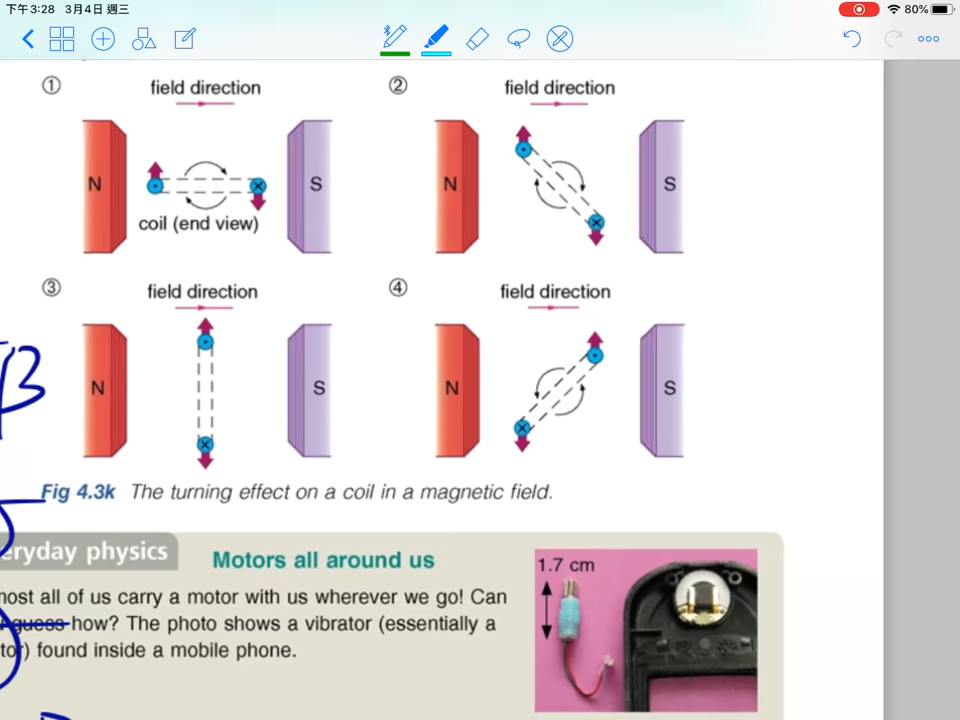 下午3:28 3月4日 週三
80%
① field direction
N S
coil (end view)
② field direction
N S
③ field direction
N S
④ field direction
N S
β
Fig 4.3k The turning effect on a coil in a magnetic field.
eryday physics Motors all around us
most all of us carry a motor with us wherever we go! Can
guess how? The photo shows a vibrator (essentially a
tor) found inside a mobile phone.
1.7 cm